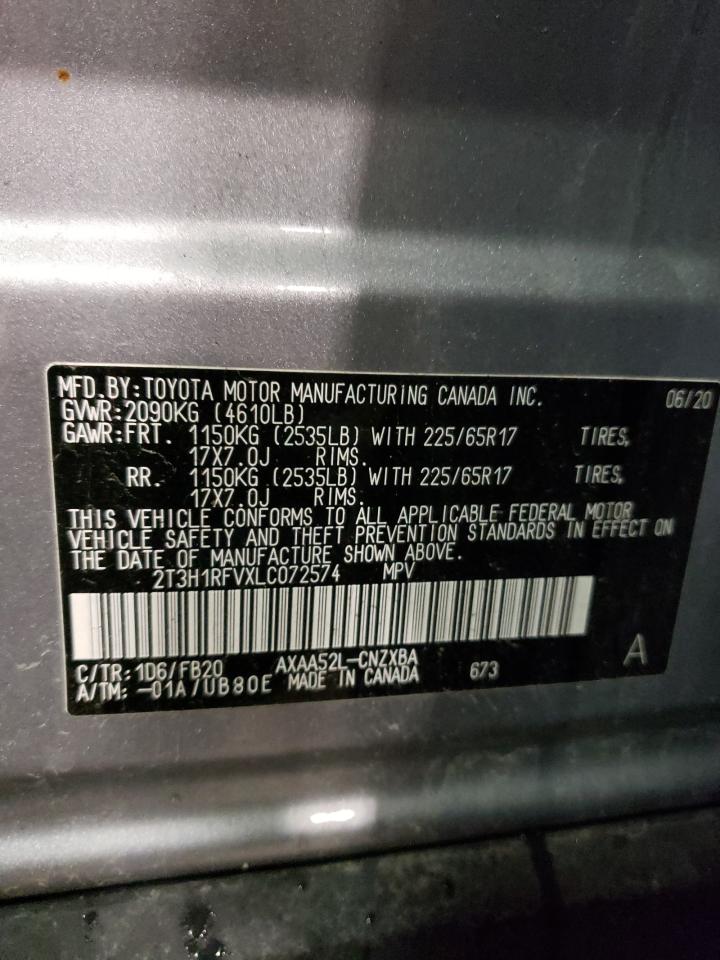 MFD.BY:TOYOTA MOTOR MANUFACTURING CANADA INC. 06/20
GVWR:2090KG (4610LB)
GAWR:FRT. 1150KG (2535LB) WITH 225/65R17 TIRES,
17X7.0J RIMS.
RR. 1150KG (2535LB) WITH 225/65R17 TIRES,
17X7.0J RIMS.
THIS VEHICLE CONFORMS TO ALL APPLICABLE FEDERAL MOTOR
VEHICLE SAFETY AND THEFT PREVENTION STANDARDS IN EFFECT ON
THE DATE OF MANUFACTURE SHOWN ABOVE.
2T3H1RFVXLC072574 MPV
C/TR:1D6/FB20 AXAA52L-CNZXBA 673 A
A/TM:-01A/UB80E MADE IN CANADA